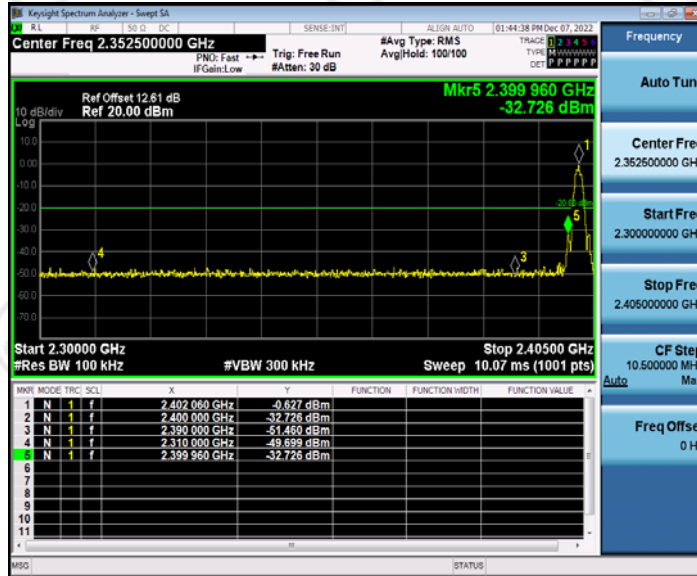 Keysight Spectrum Analyzer - Swept SA
RL RF 50 Ω DC SENSE:INT ALIGN AUTO 01:44:38 PM Dec 07, 2022
Center Freq 2.352500000 GHz
PNO: Fast
IFGain:Low
Trig: Free Run
#Atten: 30 dB
#Avg Type: RMS
Avg|Hold: 100/100
TRACE 1 2 3 4 5 6
TYPE M
DET P P P P P P
Mkr5 2.399 960 GHz
-32.726 dBm
Ref Offset 12.61 dB
10 dB/div Ref 20.00 dBm
Log
10.0
0.00
-10.0
-20.0
-30.0
-40.0
-50.0
-60.0
-70.0
1
5
3
4
Start 2.30000 GHz Stop 2.40500 GHz
#Res BW 100 kHz #VBW 300 kHz Sweep 10.07 ms (1001 pts)
MKR MODE TRC SCL X Y FUNCTION FUNCTION WIDTH FUNCTION VALUE
1 N 1 f 2.402 060 GHz -0.627 dBm
2 N 1 f 2.400 000 GHz -32.726 dBm
3 N 1 f 2.390 000 GHz -51.460 dBm
4 N 1 f 2.310 000 GHz -49.699 dBm
5 N 1 f 2.399 960 GHz -32.726 dBm
6
7
8
9
10
11
MSG STATUS
Frequency
Auto Tun
Center Fre
2.352500000 GH
Start Fre
2.300000000 GH
Stop Fre
2.405000000 GH
CF Step
10.500000 MH
Auto Ma
Freq Offse
0 H